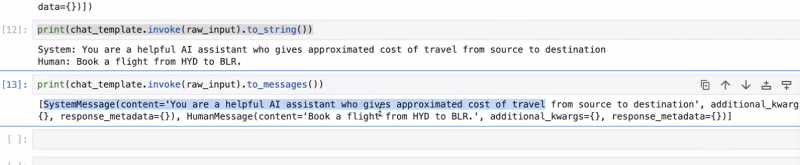 data={})])
[12]: print(chat_template.invoke(raw_input).to_string())
System: You are a helpful AI assistant who gives approximated cost of travel from source to destination
Human: Book a flight from HYD to BLR.
[13]: print(chat_template.invoke(raw_input).to_messages())
[SystemMessage(content='You are a helpful AI assistant who gives approximated cost of travel from source to destination', additional_kwarg
{}, response_metadata={}), HumanMessage(content='Book a flight from HYD to BLR.', additional_kwargs={}, response_metadata={})]
[ ]: